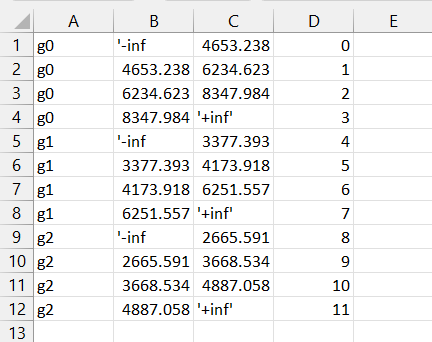 A B C D E
1 g0 '-inf 4653.238 0
2 g0 4653.238 6234.623 1
3 g0 6234.623 8347.984 2
4 g0 8347.984 '+inf' 3
5 g1 '-inf 3377.393 4
6 g1 3377.393 4173.918 5
7 g1 4173.918 6251.557 6
8 g1 6251.557 '+inf' 7
9 g2 '-inf 2665.591 8
10 g2 2665.591 3668.534 9
11 g2 3668.534 4887.058 10
12 g2 4887.058 '+inf' 11
13